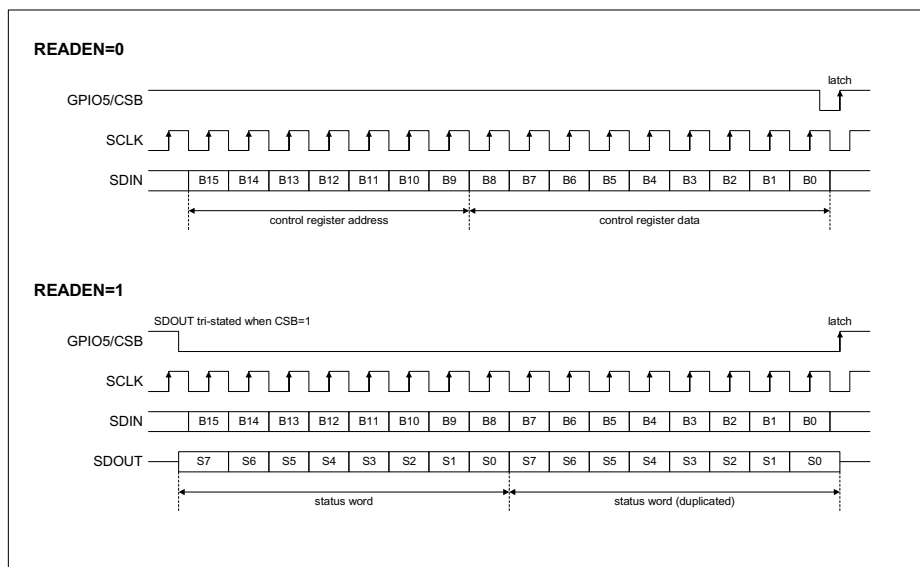 READEN=0
latch
GPIO5/CSB
SCLK
SDIN B15 B14 B13 B12 B11 B10 B9 B8 B7 B6 B5 B4 B3 B2 B1 B0
control register address control register data
READEN=1
SDOUT tri-stated when CSB=1 latch
GPIO5/CSB
SCLK
SDIN B15 B14 B13 B12 B11 B10 B9 B8 B7 B6 B5 B4 B3 B2 B1 B0
SDOUT S7 S6 S5 S4 S3 S2 S1 S0 S7 S6 S5 S4 S3 S2 S1 S0
status word status word (duplicated)